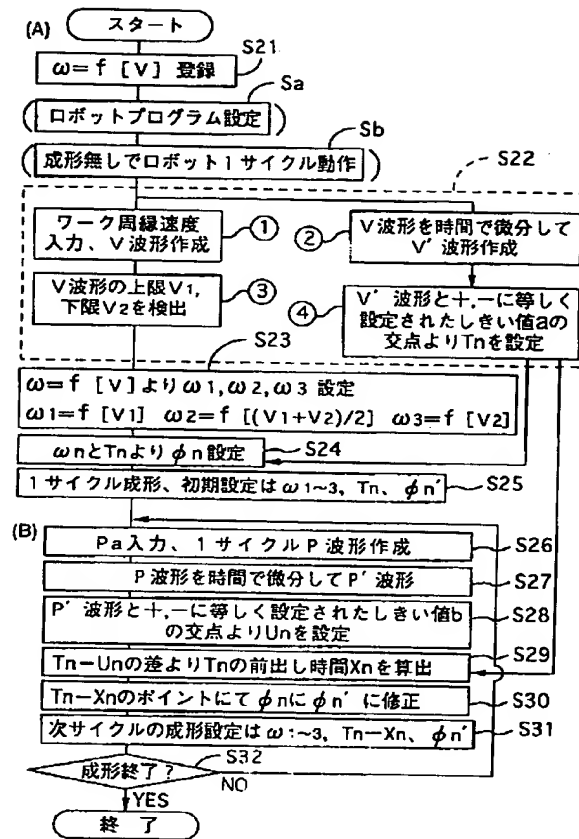 (A)
スタート
S21
ω=f [V] 登録
Sa
ロボットプログラム設定
Sb
成形無しでロボット1サイクル動作
S22
ワーク周縁速度
入力、V波形作成
①
②
V波形を時間で微分して
V'波形作成
V波形の上限V1,
下限V2を検出
③
④
V'波形と+,−に等しく
設定されたしきい値aの
交点よりTnを設定
S23
ω=f [V]よりω1,ω2,ω3 設定
ω1=f [V1] ω2=f [(V1+V2)/2] ω3=f [V2]
ωnとTnよりφn設定
S24
1サイクル成形、初期設定はω1~3, Tn、φn'
S25
(B)
Pa入力、1サイクルP波形作成
S26
P波形を時間で微分してP'波形
S27
P'波形と+,−に等しく設定されたしきい値b
の交点よりUnを設定
S28
Tn−Unの差よりTnの前出し時間Xnを算出
S29
Tn−Xnのポイントにてφnにφn'に修正
S30
次サイクルの成形設定はω:~3, Tn−Xn、φn'
S31
成形終了?
S32
NO
YES
終了